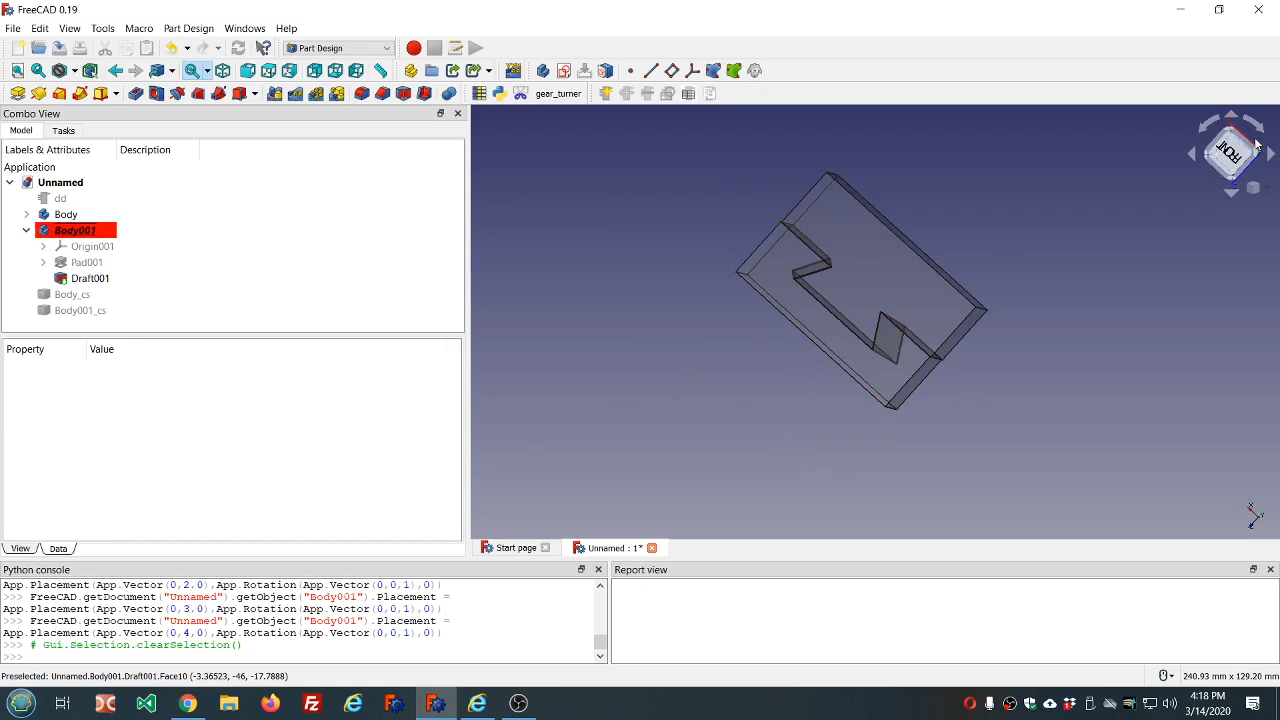 FreeCAD 0.19
File Edit View Tools Macro Part Design Windows Help
Part Design
gear_turner
Combo View
Model Tasks
Labels & Attributes Description
Application
Unnamed
dd
Body
Body001
Origin001
Pad001
Draft001
Body_cs
Body001_cs
Property Value
View Data
FRONT
X
Y
Z
Start page Unnamed : 1*
Python console
App.Placement(App.Vector(0,2,0),App.Rotation(App.Vector(0,0,1),0))
>>> FreeCAD.getDocument("Unnamed").getObject("Body001").Placement =
App.Placement(App.Vector(0,3,0),App.Rotation(App.Vector(0,0,1),0))
>>> FreeCAD.getDocument("Unnamed").getObject("Body001").Placement =
App.Placement(App.Vector(0,4,0),App.Rotation(App.Vector(0,0,1),0))
>>> # Gui.Selection.clearSelection()
>>>
Report view
Preselected: Unnamed.Body001.Draft001.Face10 (-3.36523, -46, -17.7888)
240.93 mm x 129.20 mm
4:18 PM
3/14/2020